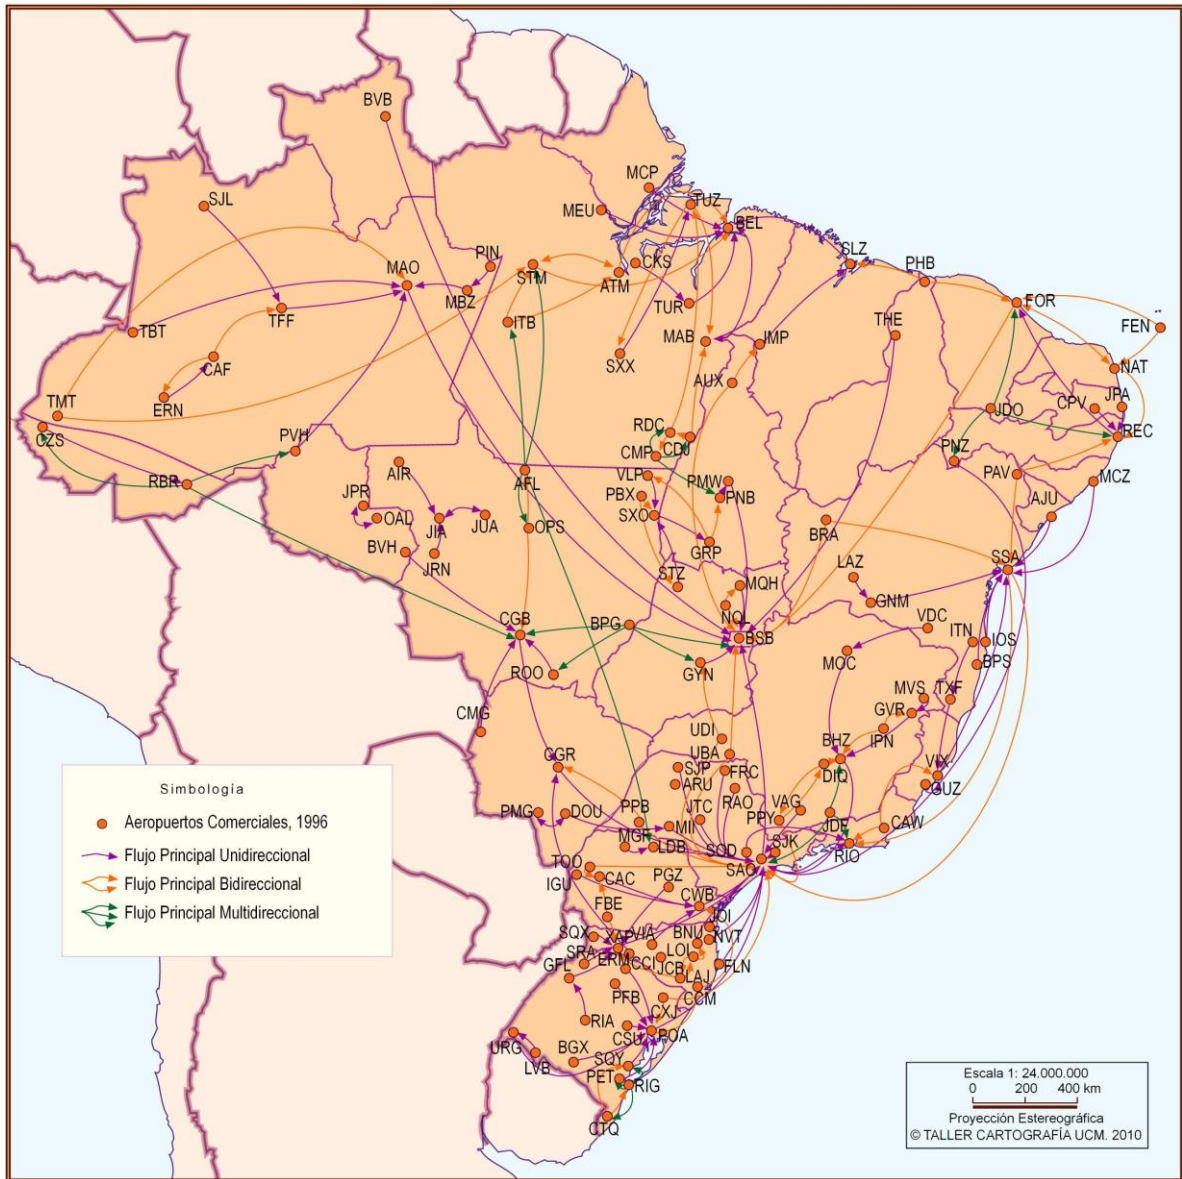 BVB
MCP
SJL
MEU
TUZ
BEL
PIN
CKS
SLZ
PHB
MAO
STM
ATM
MBZ
TFF
TUR
FOR
TBT
ITB
MAB
IMP
THE
FEN
CAF
SXX
AUX
NAT
TMT
ERN
JDO
CPV
JPA
CZS
PVH
RDC
REC
CMP
CDJ
PNZ
RBR
AIR
AFL
VLP
PMW
PAV
MCZ
JPR
PBX
PNB
OAL
JIA
JUA
OPS
SXO
AJU
BVH
JRN
GRP
BRA
STZ
LAZ
SSA
MQH
GNM
NQL
CGB
BPG
BSB
VDC
ITN
IOS
ROO
GYN
MOC
BPS
CMG
MVS
TXF
UDI
GVR
UBA
BHZ
IPN
CGR
SJP
FRC
DIQ
VIX
ARU
GUZ
Simbología
RAO
PMG
DOU
PPB
JTC
VAG
Aeropuertos Comerciales, 1996
MII
PPY
JDF
CAW
MGF
LDB
SOD
SJK
Flujo Principal Unidireccional
TOO
SAO
RIO
IGU
CAC
PGZ
Flujo Principal Bidireccional
FBE
CWB
Flujo Principal Multidireccional
JOI
SQX
XAP
VIA
BNU
NVT
SRA
LOI
ERM
CCI
FLN
GFL
JCB
LAJ
PFB
CCM
CXJ
RIA
CSU
POA
URG
BGX
LVB
SQY
PET
RIG
CTQ
Escala 1: 24.000.000
0 200 400 km
Proyección Estereográfica
© TALLER CARTOGRAFÍA UCM. 2010